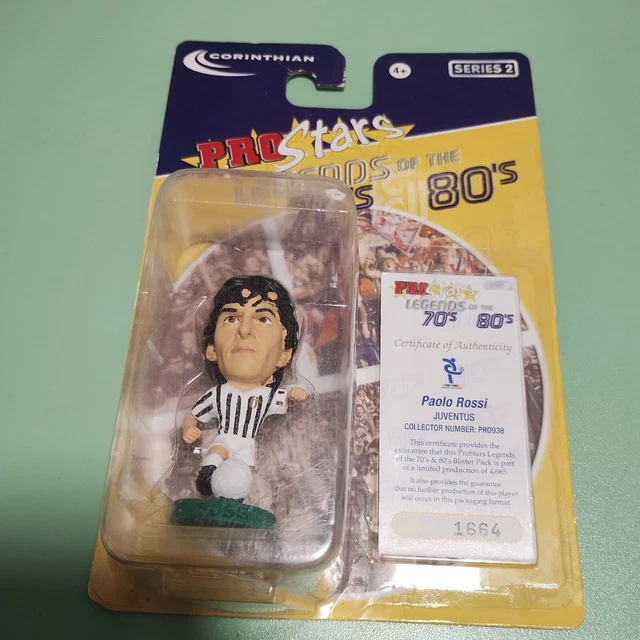 CORINTHIAN
4+
SERIES 2
PROStars
OF THE
80'S
PROStars
LEGENDS OF THE
70'S 80'S
Certificate of Authenticity
Paolo Rossi
JUVENTUS
COLLECTOR NUMBER: PRO938
This certificate provides the
guarantee that this ProStars Legends
of the 70's & 80's Blister Pack is part
of a limited production of 4,665.
It also provides the guarantee
that no further production of this player
will occur in this packaging format.
1664
ROSSI